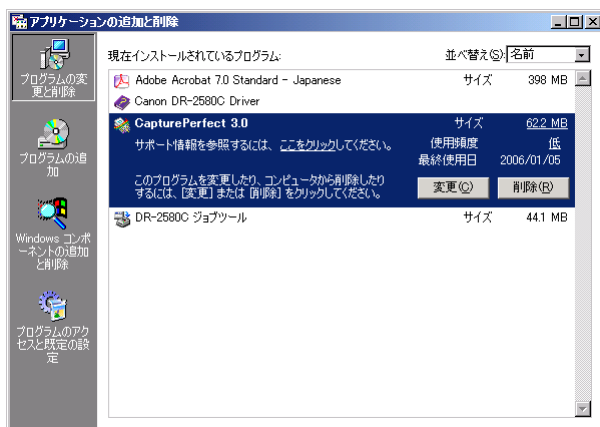 アプリケーションの追加と削除
プログラムの変
更と削除
プログラムの追
加
Windows コンポ
ーネントの追加
と削除
プログラムのアク
セスと既定の設
定
現在インストールされているプログラム:
並べ替え(S):
名前
Adobe Acrobat 7.0 Standard - Japanese
サイズ
398 MB
Canon DR-2580C Driver
CapturePerfect 3.0
サイズ
62.2 MB
サポート情報を参照するには、ここをクリックしてください。
使用頻度
低
最終使用日
2006/01/05
このプログラムを変更したり、コンピュータから削除したり
するには、[変更] または [削除] をクリックしてください。
変更(C)
削除(R)
DR-2580C ジョブツール
サイズ
44.1 MB